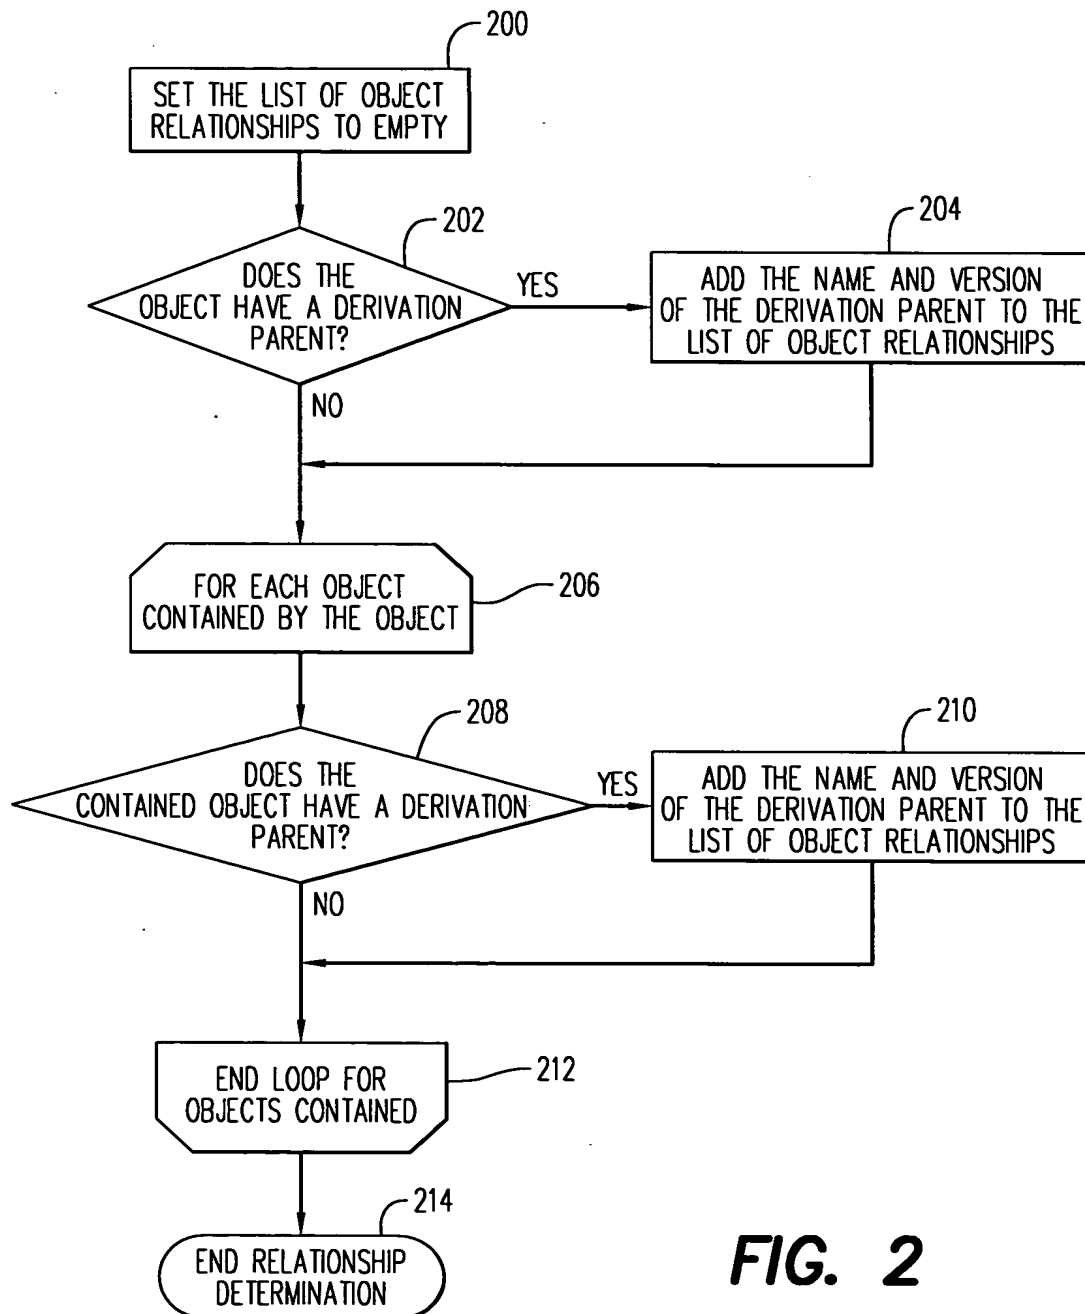 200
SET THE LIST OF OBJECT
RELATIONSHIPS TO EMPTY
202
DOES THE
OBJECT HAVE A DERIVATION
PARENT?
YES
204
ADD THE NAME AND VERSION
OF THE DERIVATION PARENT TO THE
LIST OF OBJECT RELATIONSHIPS
NO
FOR EACH OBJECT
CONTAINED BY THE OBJECT
206
208
DOES THE
CONTAINED OBJECT HAVE A DERIVATION
PARENT?
YES
210
ADD THE NAME AND VERSION
OF THE DERIVATION PARENT TO THE
LIST OF OBJECT RELATIONSHIPS
NO
END LOOP FOR
OBJECTS CONTAINED
212
214
END RELATIONSHIP
DETERMINATION
FIG. 2